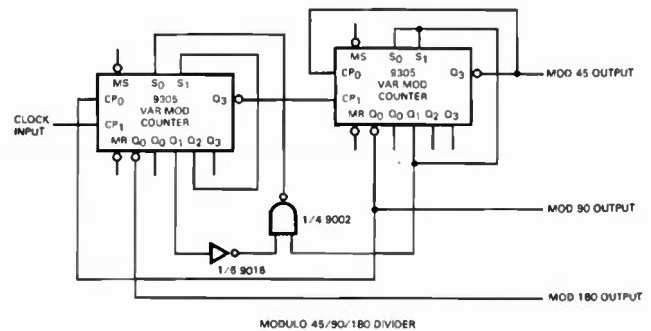 MS S0 S1
CP0 9305 Q3
VAR MOD
COUNTER
CP1
MR Q0 Q0 Q1 Q2 Q3
CLOCK
INPUT
MS S0 S1
CP0 9305 Q3
VAR MOD
COUNTER
CP1
MR Q0 Q0 Q1 Q2 Q3
MOD 45 OUTPUT
1/4 9002
MOD 90 OUTPUT
1/6 9016
MOD 180 OUTPUT
MODULO 45/90/180 DIVIDER